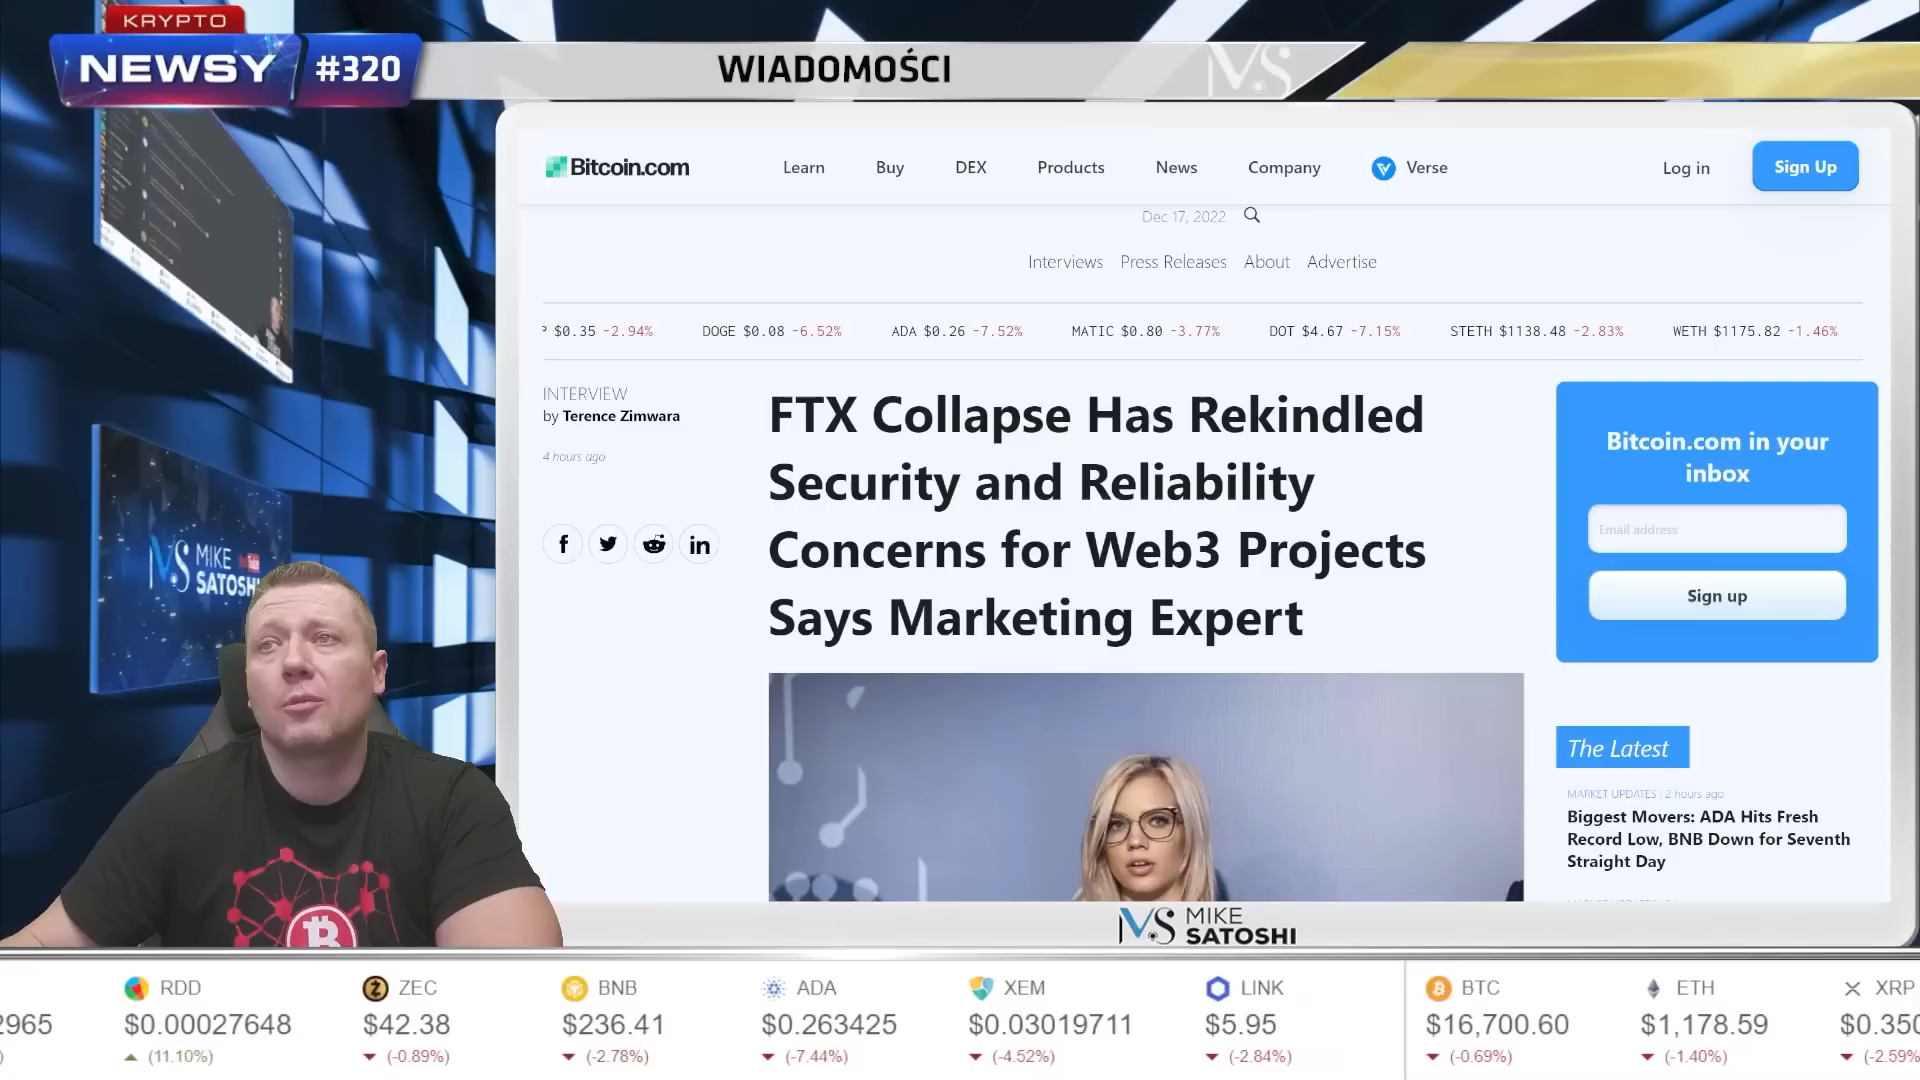 KRYPTO
NEWSY #320
WIADOMOŚCI
MS
Bitcoin.com Learn Buy DEX Products News Company Verse Log in Sign Up
Dec 17, 2022
Interviews Press Releases About Advertise
P $0.35 -2.94% DOGE $0.08 -6.52% ADA $0.26 -7.52% MATIC $0.80 -3.77% DOT $4.67 -7.15% STETH $1138.48 -2.83% WETH $1175.82 -1.46%
INTERVIEW
by Terence Zimwara
4 hours ago
FTX Collapse Has Rekindled
Security and Reliability
Concerns for Web3 Projects
Says Marketing Expert
Bitcoin.com in your
inbox
Email address
Sign up
The Latest
MARKET UPDATES | 2 hours ago
Biggest Movers: ADA Hits Fresh
Record Low, BNB Down for Seventh
Straight Day
MS MIKE
SATOSHI
MS MIKE
SATOSHI
RDD ZEC BNB ADA XEM LINK BTC ETH XRP
2965 $0.00027648 $42.38 $236.41 $0.263425 $0.03019711 $5.95 $16,700.60 $1,178.59 $0.350
(11.10%) (-0.89%) (-2.78%) (-7.44%) (-4.52%) (-2.84%) (-0.69%) (-1.40%) (-2.59%